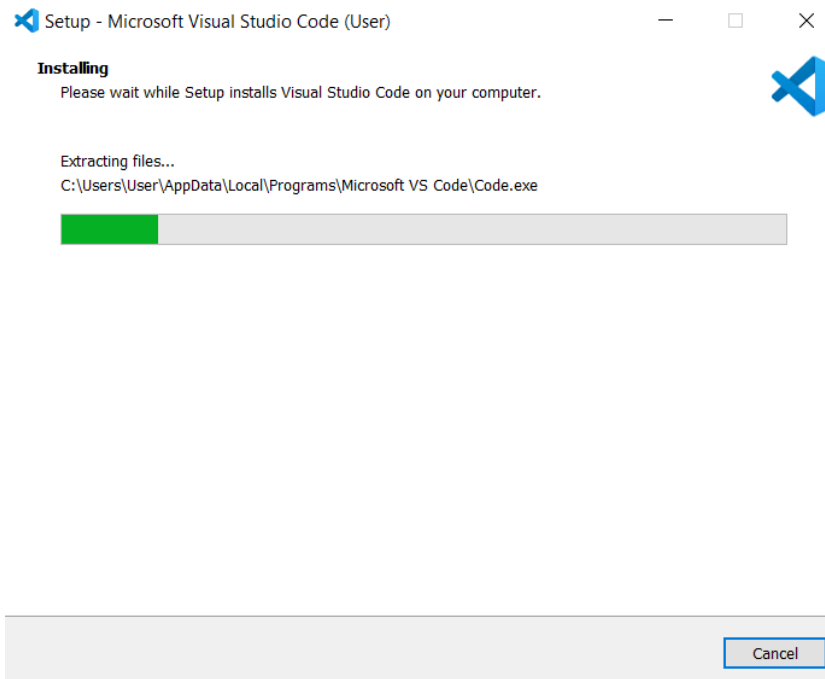 Setup - Microsoft Visual Studio Code (User)
Installing
Please wait while Setup installs Visual Studio Code on your computer.
Extracting files...
C:\Users\User\AppData\Local\Programs\Microsoft VS Code\Code.exe
Cancel